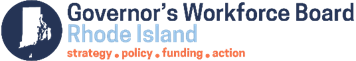 Governor's Workforce Board
Rhode Island
strategy • policy • funding • action